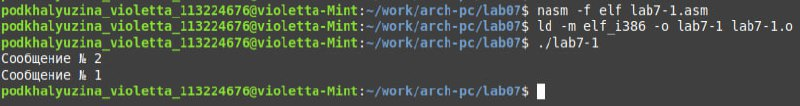 podkhalyuzina_violetta_113224676@violetta-Mint:~/work/arch-pc/lab07$ nasm -f elf lab7-1.asm
podkhalyuzina_violetta_113224676@violetta-Mint:~/work/arch-pc/lab07$ ld -m elf_i386 -o lab7-1 lab7-1.o
podkhalyuzina_violetta_113224676@violetta-Mint:~/work/arch-pc/lab07$ ./lab7-1
Сообщение № 2
Сообщение № 1
podkhalyuzina_violetta_113224676@violetta-Mint:~/work/arch-pc/lab07$